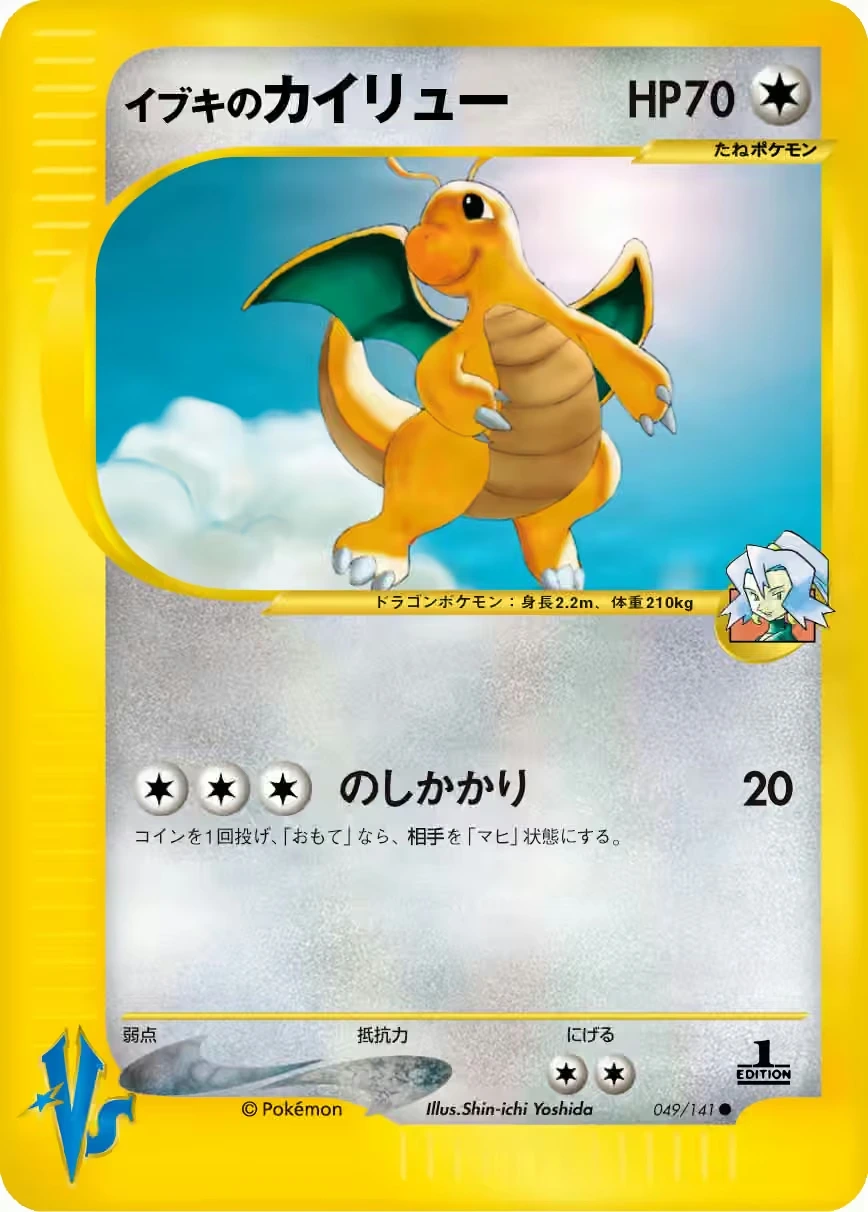 イブキのカイリュー HP70
たねポケモン
ドラゴンポケモン：身長2.2m、体重210kg
のしかかり 20
コインを1回投げ、「おもて」なら、相手を「マヒ」状態にする。
弱点 抵抗力 にげる
1
EDITION
VS
© Pokémon Illus.Shin-ichi Yoshida 049/141